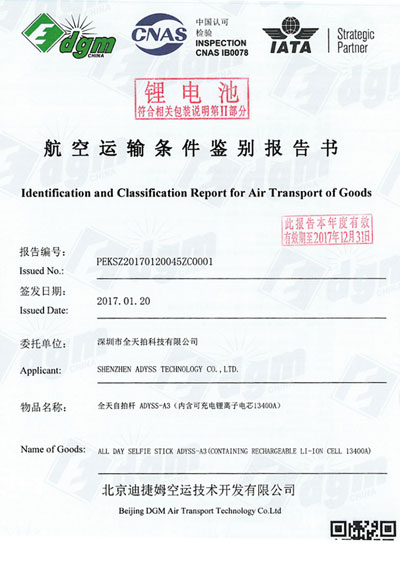 Edgm
CHINA
CNAS
中国认可
检验
INSPECTION
CNAS IB0078
IATA
Strategic
Partner
锂电池
符合相关包装说明第II部分
航空运输条件鉴别报告书
Identification and Classification Report for Air Transport of Goods
此报告本年度有效
有效期至2017年12月31日
报告编号：
Issued No.:
PEKSZ20170120045ZC0001
签发日期：
Issued Date:
2017.01.20
委托单位：
深圳市全天拍科技有限公司
Applicant:
SHENZHEN ADYSS TECHNOLOGY CO.,LTD.
物品名称：
全天自拍杆 ADYSS-A3（内含可充电锂离子电芯13400A）
Name of Goods:
ALL DAY SELFIE STICK ADYSS-A3(CONTAINING RECHARGEABLE LI-ION CELL 13400A)
北京迪捷姆空运技术开发有限公司
Beijing DGM Air Transport Technology Co.Ltd